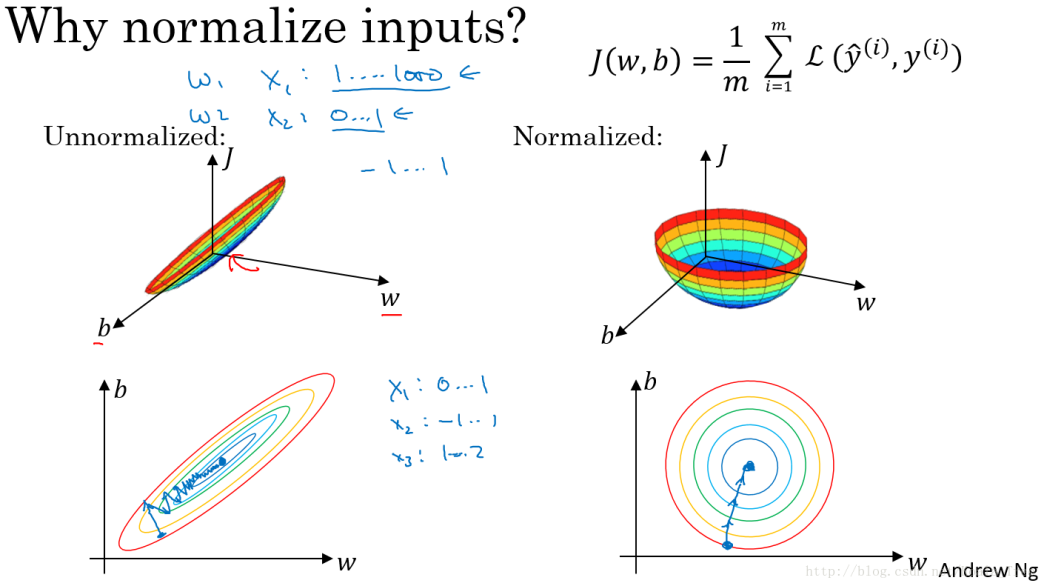 Why normalize inputs?
J(w, b) = 1/m ∑_{i=1}^{m} ℒ(ŷ^{(i)}, y^{(i)})
w₁ x₁: 1....1000 ←
w₂ x₂: 0...1 ←
-1...1
Unnormalized:
J
w
b
Normalized:
J
w
b
b
w
x₁: 0...1
x₂: -1...1
x₃: 1...2
b
w
Andrew Ng